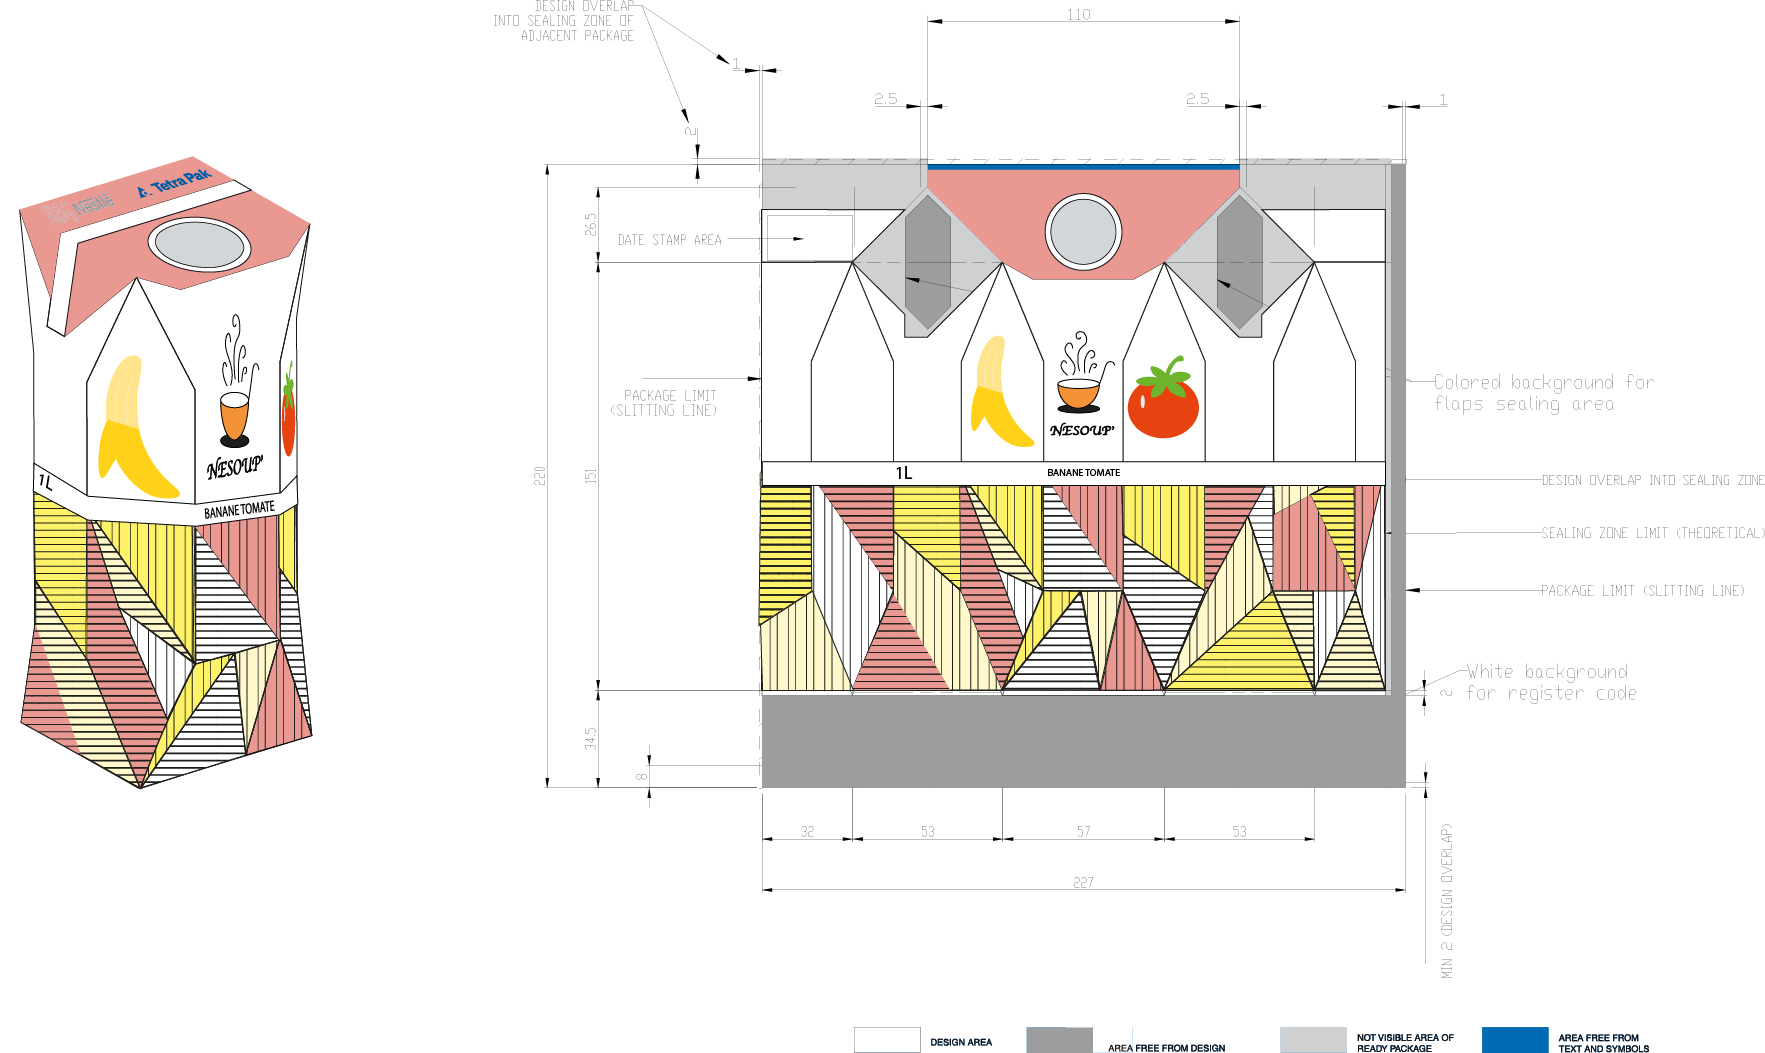 DESIGN OVERLAP
INTO SEALING ZONE OF
ADJACENT PACKAGE
1
110
2.5
2.5
1
2
Nestlé
Tetra Pak
26.5
DATE STAMP AREA
PACKAGE LIMIT
(SLITTING LINE)
Colored background for
flaps sealing area
NESOUP'
1L
BANANE TOMATE
NESOUP'
1L
BANANE TOMATE
220
151
DESIGN OVERLAP INTO SEALING ZONE
SEALING ZONE LIMIT (THEORETICAL)
PACKAGE LIMIT (SLITTING LINE)
White background
for register code
2
34.5
8
32
53
57
53
227
MIN 2 (DESIGN OVERLAP)
DESIGN AREA
AREA FREE FROM DESIGN
NOT VISIBLE AREA OF
READY PACKAGE
AREA FREE FROM
TEXT AND SYMBOLS